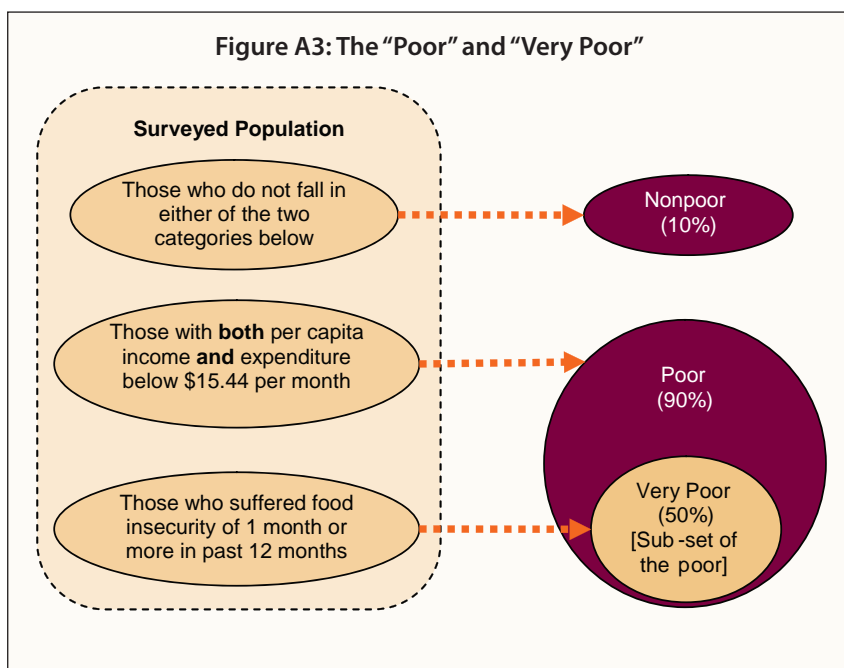 Figure A3: The “Poor” and “Very Poor”
Surveyed Population
Those who do not fall in
either of the two
categories below
Nonpoor
(10%)
Those with both per capita
income and expenditure
below $15.44 per month
Poor
(90%)
Those who suffered food
insecurity of 1 month or
more in past 12 months
Very Poor
(50%)
[Sub-set of
the poor]